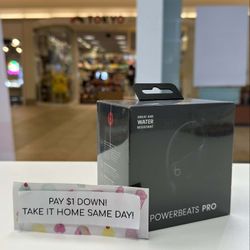 TOKYO
SWEAT AND
WATER
RESISTANT
POWERBEATS PRO
PAY $1 DOWN!
TAKE IT HOME SAME DAY!